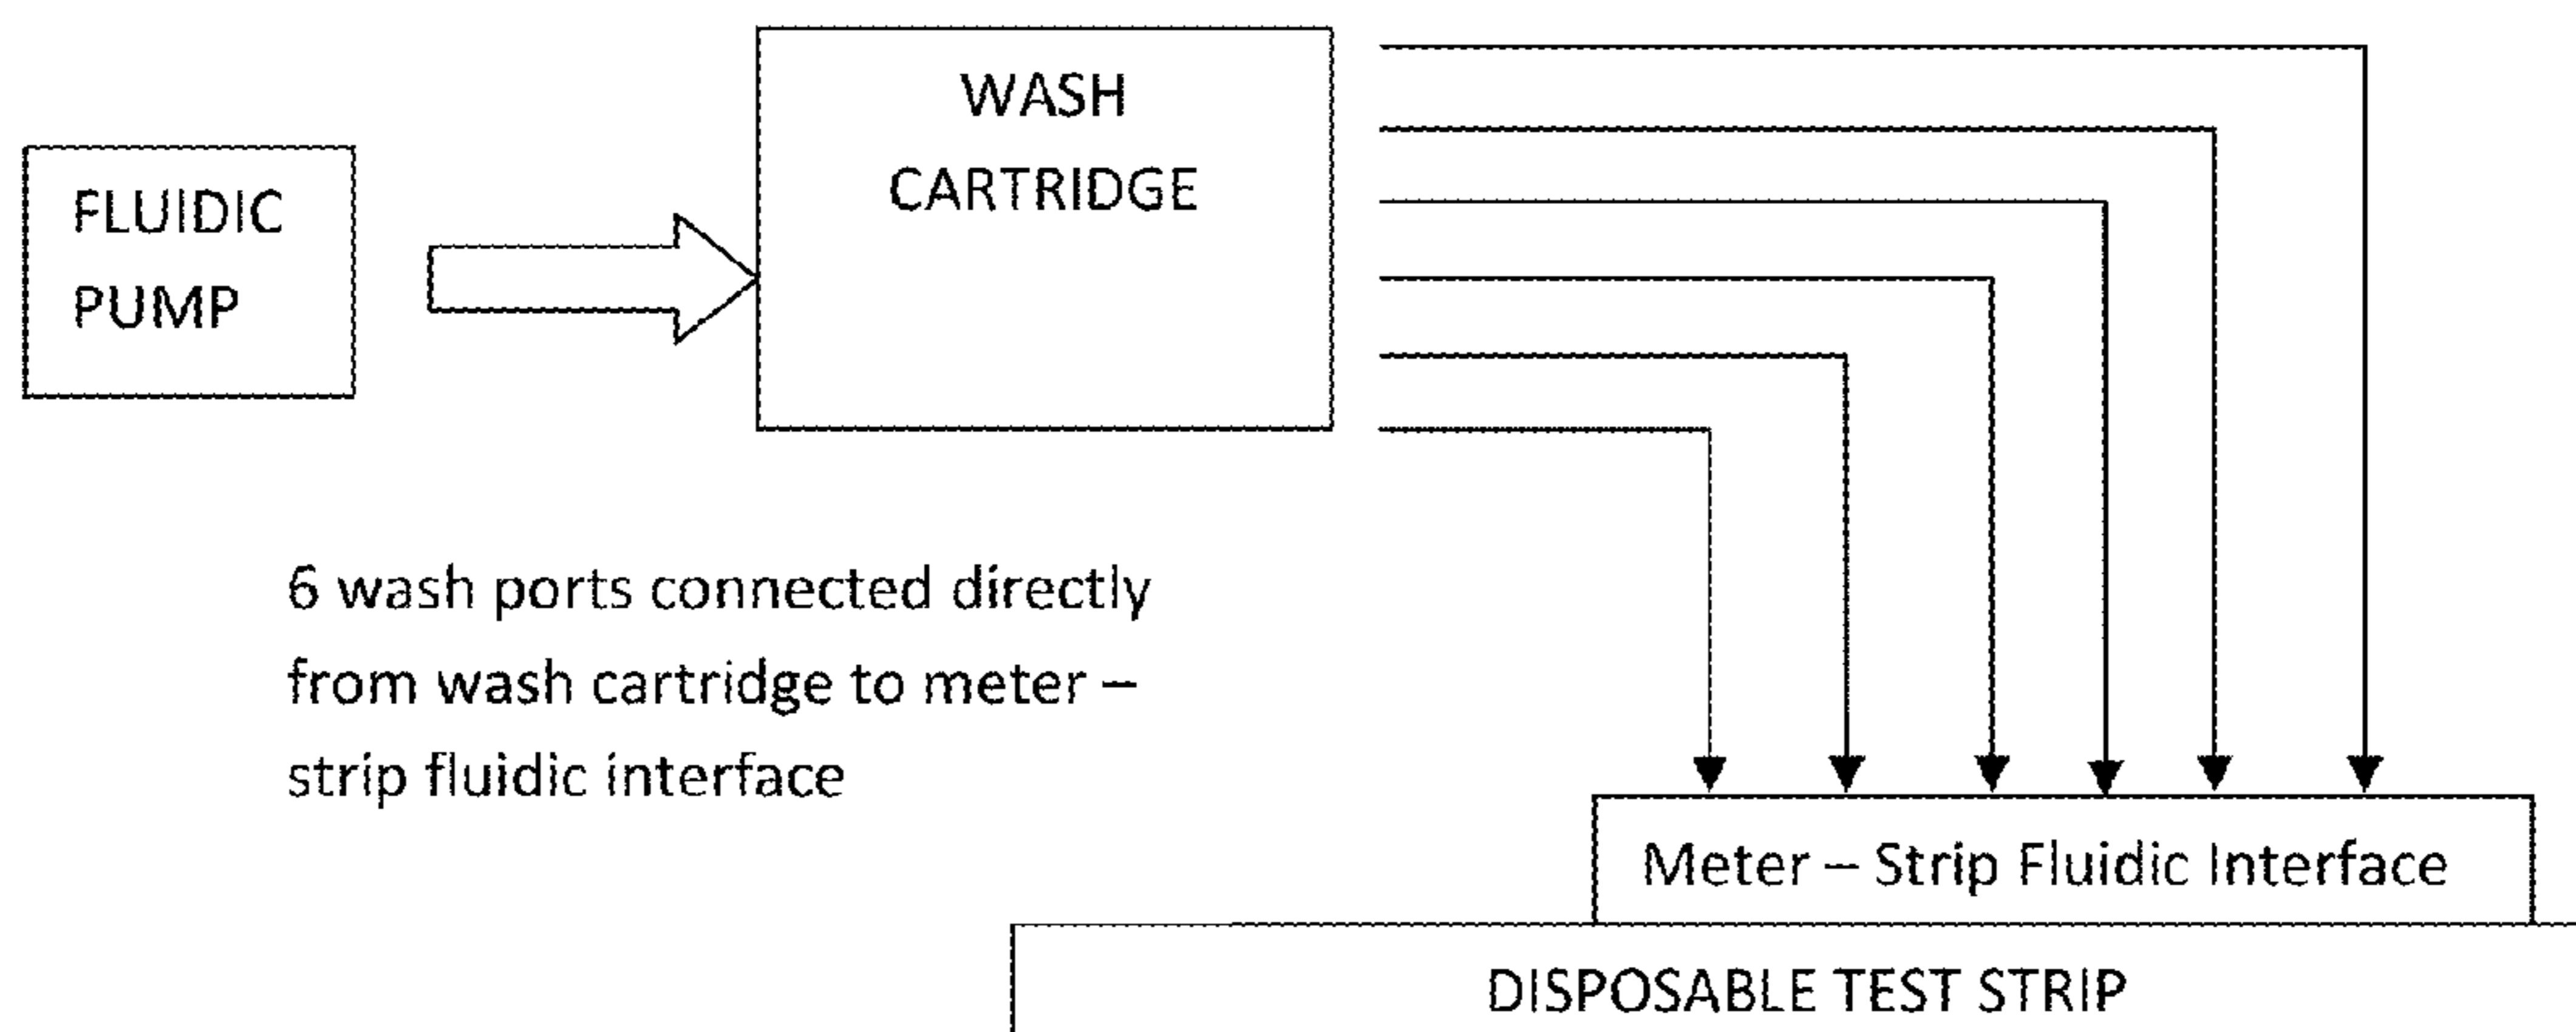 WASH
CARTRIDGE
FLUIDIC
PUMP
6 wash ports connected directly
from wash cartridge to meter –
strip fluidic interface
Meter – Strip Fluidic Interface
DISPOSABLE TEST STRIP